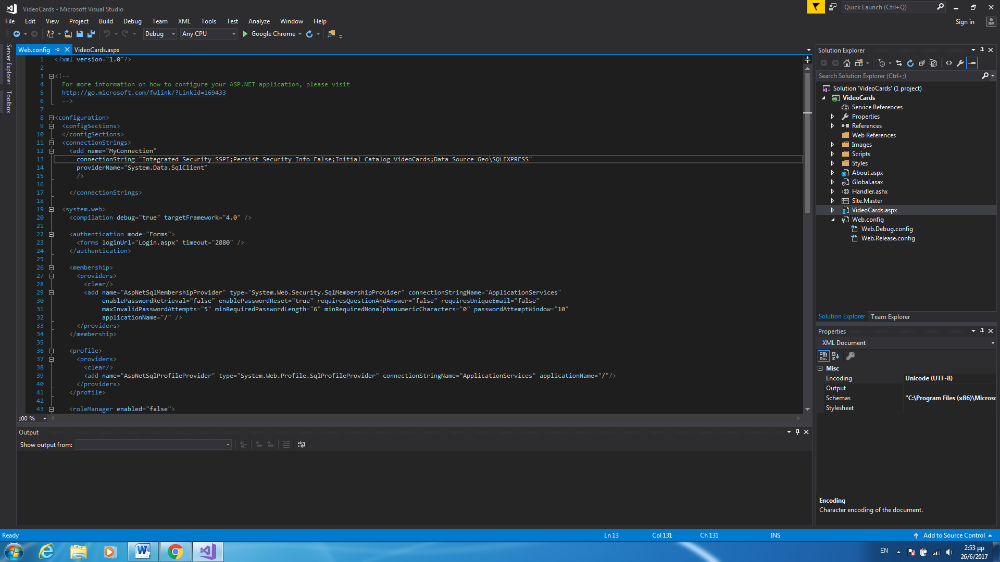 VideoCards - Microsoft Visual Studio
Quick Launch (Ctrl+Q)
File Edit View Project Build Debug Team XML Tools Test Analyze Window Help
Sign in
Debug Any CPU Google Chrome
Server Explorer
Toolbox
Web.config VideoCards.aspx
1 <?xml version="1.0"?>
2
3 <!--
4 For more information on how to configure your ASP.NET application, please visit
5 http://go.microsoft.com/fwlink/?LinkId=169433
6 -->
7
8 <configuration>
9 <configSections>
10 </configSections>
11 <connectionStrings>
12 <add name="MyConnection"
13 connectionString="Integrated Security=SSPI;Persist Security Info=False;Initial Catalog=VideoCards;Data Source=Geo\SQLEXPRESS"
14 providerName="System.Data.SqlClient"
15 />
16
17 </connectionStrings>
18
19 <system.web>
20 <compilation debug="true" targetFramework="4.0" />
21
22 <authentication mode="Forms">
23 <forms loginUrl="Login.aspx" timeout="2880" />
24 </authentication>
25
26 <membership>
27 <providers>
28 <clear/>
29 <add name="AspNetSqlMembershipProvider" type="System.Web.Security.SqlMembershipProvider" connectionStringName="ApplicationServices"
30 enablePasswordRetrieval="false" enablePasswordReset="true" requiresQuestionAndAnswer="false" requiresUniqueEmail="false"
31 maxInvalidPasswordAttempts="5" minRequiredPasswordLength="6" minRequiredNonalphanumericCharacters="0" passwordAttemptWindow="10"
32 applicationName="/" />
33 </providers>
34 </membership>
35
36 <profile>
37 <providers>
38 <clear/>
39 <add name="AspNetSqlProfileProvider" type="System.Web.Profile.SqlProfileProvider" connectionStringName="ApplicationServices" applicationName="/"/>
40 </providers>
41 </profile>
42
43 <roleManager enabled="false">
100 %
Output
Show output from:
Solution Explorer
Search Solution Explorer (Ctrl+;)
Solution 'VideoCards' (1 project)
VideoCards
Service References
Properties
References
Web References
Images
Scripts
Styles
About.aspx
Global.asax
Handler.ashx
Site.Master
VideoCards.aspx
Web.config
Web.Debug.config
Web.Release.config
Solution Explorer Team Explorer
Properties
XML Document
Misc
Encoding Unicode (UTF-8)
Output
Schemas "C:\Program Files (x86)\Microso
Stylesheet
Encoding
Character encoding of the document.
Ready Ln 13 Col 131 Ch 131 INS Add to Source Control
EN 2:53 μμ
26/6/2017